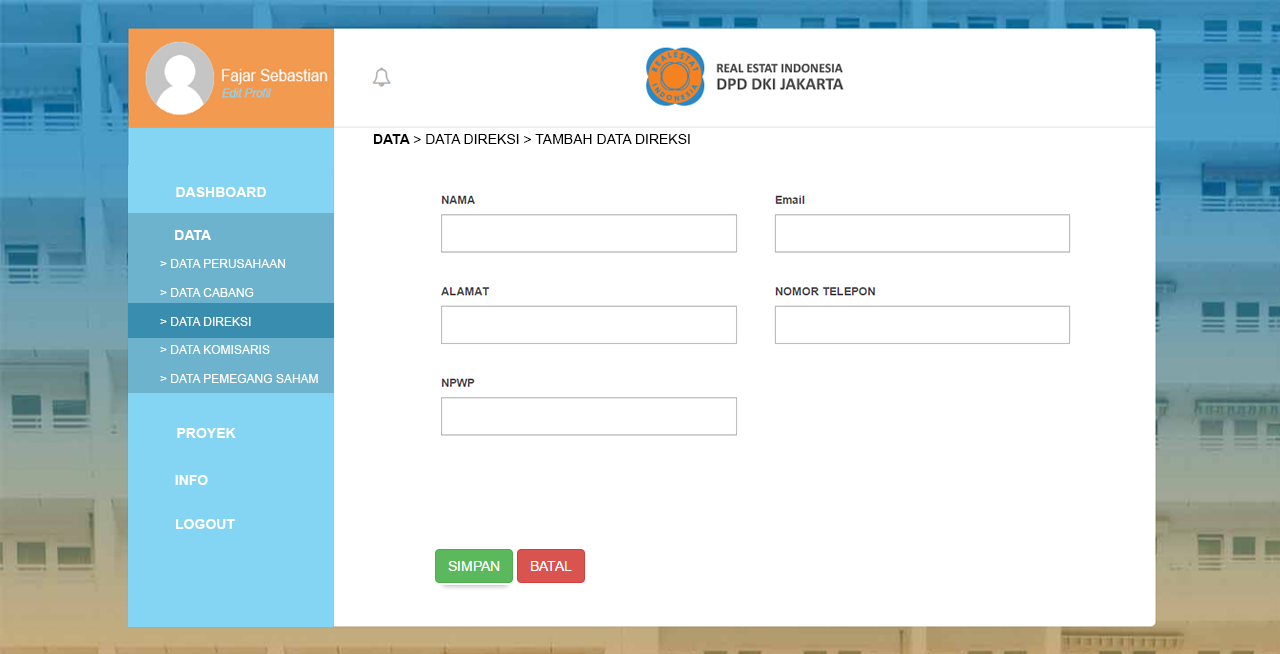 Fajar Sebastian
Edit Profil
REALESTAT
INDONESIA
REAL ESTAT INDONESIA
DPD DKI JAKARTA
DATA > DATA DIREKSI > TAMBAH DATA DIREKSI
DASHBOARD
DATA
> DATA PERUSAHAAN
> DATA CABANG
> DATA DIREKSI
> DATA KOMISARIS
> DATA PEMEGANG SAHAM
PROYEK
INFO
LOGOUT
NAMA
Email
ALAMAT
NOMOR TELEPON
NPWP
SIMPAN
BATAL